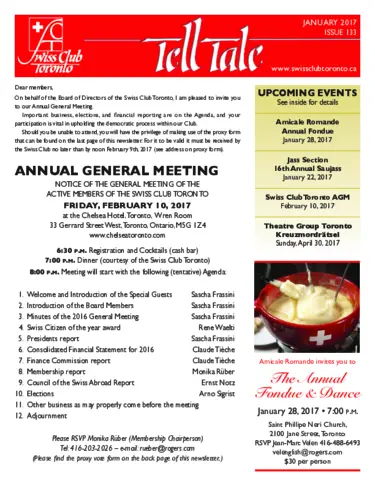 JANUARY 2017
ISSUE 133
Swiss Club
Toronto
Tell Tale
www.swissclubtoronto.ca
Dear members,
On behalf of the Board of Directors of the Swiss Club Toronto, I am pleased to invite you
to our Annual General Meeting.
Important business, elections, and financial reporting are on the Agenda, and your
participation is vital in upholding the democratic process within our Club.
Should you be unable to attend, you will have the privilege of making use of the proxy form
that can be found on the last page of this newsletter. For it to be valid it must be received by
the Swiss Club no later than by noon February 9th, 2017 (see address on proxy form).
ANNUAL GENERAL MEETING
NOTICE OF THE GENERAL MEETING OF THE
ACTIVE MEMBERS OF THE SWISS CLUB TORONTO
FRIDAY, FEBRUARY 10, 2017
at the Chelsea Hotel, Toronto, Wren Room
33 Gerrard Street West, Toronto, Ontario, M5G 1Z4
www.chelseatoronto.com
6:30 P.M. Registration and Cocktails (cash bar)
7:00 P.M. Dinner (courtesy of the Swiss Club Toronto)
8:00 P.M. Meeting will start with the following (tentative) Agenda:
1. Welcome and Introduction of the Special Guests Sascha Frassini
2. Introduction of the Board Members Sascha Frassini
3. Minutes of the 2016 General Meeting Sascha Frassini
4. Swiss Citizen of the year award Rene Waelti
5. Presidents report Sascha Frassini
6. Consolidated Financial Statement for 2016 Claude Tièche
7. Finance Commission report Claude Tièche
8. Membership report Monika Rüber
9. Council of the Swiss Abroad Report Ernst Notz
10. Elections Arno Sigrist
11. Other business as may properly come before the meeting
12. Adjournment
Please RSVP Monika Rüber (Membership Chairperson)
Tel 416-203-2026 – e-mail: rueber@rogers.com
(Please find the proxy vote form on the back page of this newsletter.)
UPCOMING EVENTS
See inside for details
Amicale Romande
Annual Fondue
January 28, 2017
Jass Section
16th Annual Saujass
January 22, 2017
Swiss Club Toronto AGM
February 10, 2017
Theatre Group Toronto
Kreuzmordrätsel
Sunday, April 30, 2017
Amicale Romande invites you to
The Annual
Fondue & Dance
January 28, 2017 • 7:00 P.M.
Saint Phillipe Neri Church,
2100 Jane Street, Toronto
RSVP Jean-Marc Velen 416-488-6493
velenglish@rogers.com
$30 per person